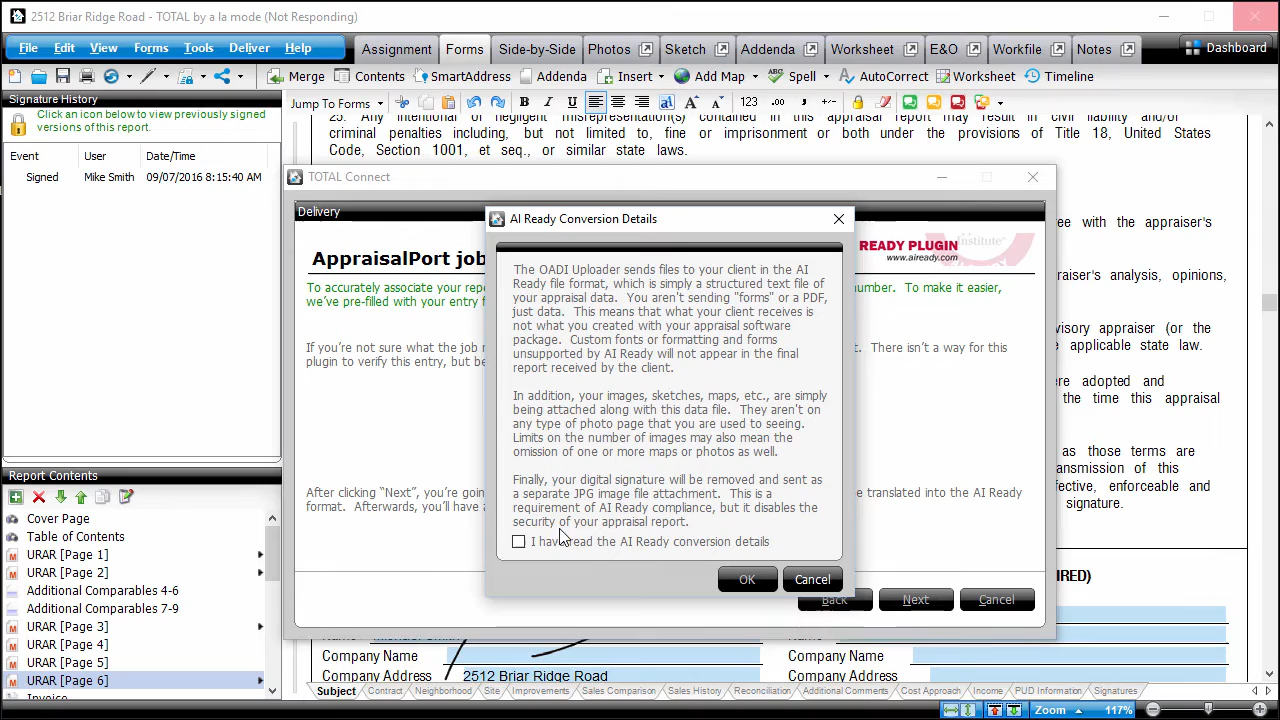 2512 Briar Ridge Road - TOTAL by a la mode (Not Responding)
File Edit View Forms Tools Deliver Help
Assignment Forms Side-by-Side Photos Sketch Addenda Worksheet E&O Workfile Notes Dashboard
Merge Contents SmartAddress Addenda Insert Add Map Spell Autocorrect Worksheet Timeline
Signature History
Click an icon below to view previously signed
versions of this report.
Event User Date/Time
Signed Mike Smith 09/07/2016 8:15:40 AM
Jump To Forms B I U A A 123 .00 +/-
25. Any intentional or negligent misrepresentation(s) contained in this appraisal report may result in civil liability and/or
criminal penalties including, but not limited to, fine or imprisonment or both under the provisions of Title 18, United States
Code, Section 1001, et seq., or similar state laws.
TOTAL Connect
Delivery
AppraisalPort job
READY PLUGIN
www.aiready.com
Institute
To accurately associate your repo
number. To make it easier,
we've pre-filled with your entry f
If you're not sure what the job n
t. There isn't a way for this
plugin to verify this entry, but be
After clicking "Next", you're goin
e translated into the AI Ready
format. Afterwards, you'll have a
Back Next Cancel
AI Ready Conversion Details
The OADI Uploader sends files to your client in the AI
Ready file format, which is simply a structured text file of
your appraisal data. You aren't sending "forms" or a PDF,
just data. This means that what your client receives is
not what you created with your appraisal software
package. Custom fonts or formatting and forms
unsupported by AI Ready will not appear in the final
report received by the client.
In addition, your images, sketches, maps, etc., are simply
being attached along with this data file. They aren't on
any type of photo page that you are used to seeing.
Limits on the number of images may also mean the
omission of one or more maps or photos as well.
Finally, your digital signature will be removed and sent as
a separate JPG image file attachment. This is a
requirement of AI Ready compliance, but it disables the
security of your appraisal report.
I have read the AI Ready conversion details
OK Cancel
ee with the appraiser's
raiser's analysis, opinions,
visory appraiser (or the
applicable state law.
ere adopted and
the time this appraisal
as those terms are
transmission of this
effective, enforceable and
signature.
IRED)
Report Contents
Cover Page
Table of Contents
URAR [Page 1]
URAR [Page 2]
Additional Comparables 4-6
Additional Comparables 7-9
URAR [Page 3]
URAR [Page 4]
URAR [Page 5]
URAR [Page 6]
Invoice
Name Michael Smith Name
Company Name Company Name
Company Address 2512 Briar Ridge Road Company Address
Subject Contract Neighborhood Site Improvements Sales Comparison Sales History Reconciliation Additional Comments Cost Approach Income PUD Information Signatures
Zoom 117%